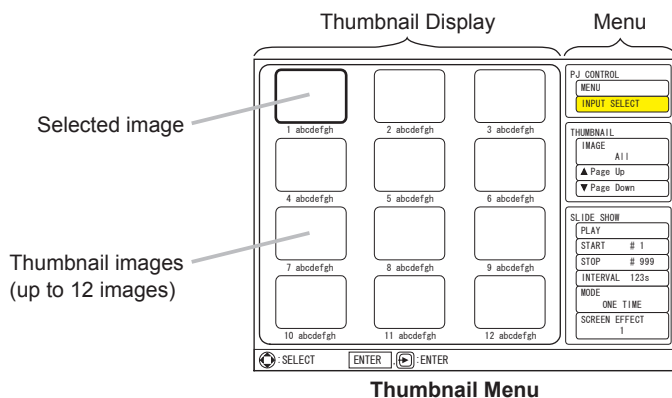 Thumbnail Display
Menu
Selected image
Thumbnail images
(up to 12 images)
1 abcdefgh
2 abcdefgh
3 abcdefgh
4 abcdefgh
5 abcdefgh
6 abcdefgh
7 abcdefgh
8 abcdefgh
9 abcdefgh
10 abcdefgh
11 abcdefgh
12 abcdefgh
PJ CONTROL
MENU
INPUT SELECT
THUMBNAIL
IMAGE
All
▲ Page Up
▼ Page Down
SLIDE SHOW
PLAY
START # 1
STOP # 999
INTERVAL 123s
MODE
ONE TIME
SCREEN EFFECT
1
:SELECT ENTER , :ENTER
Thumbnail Menu